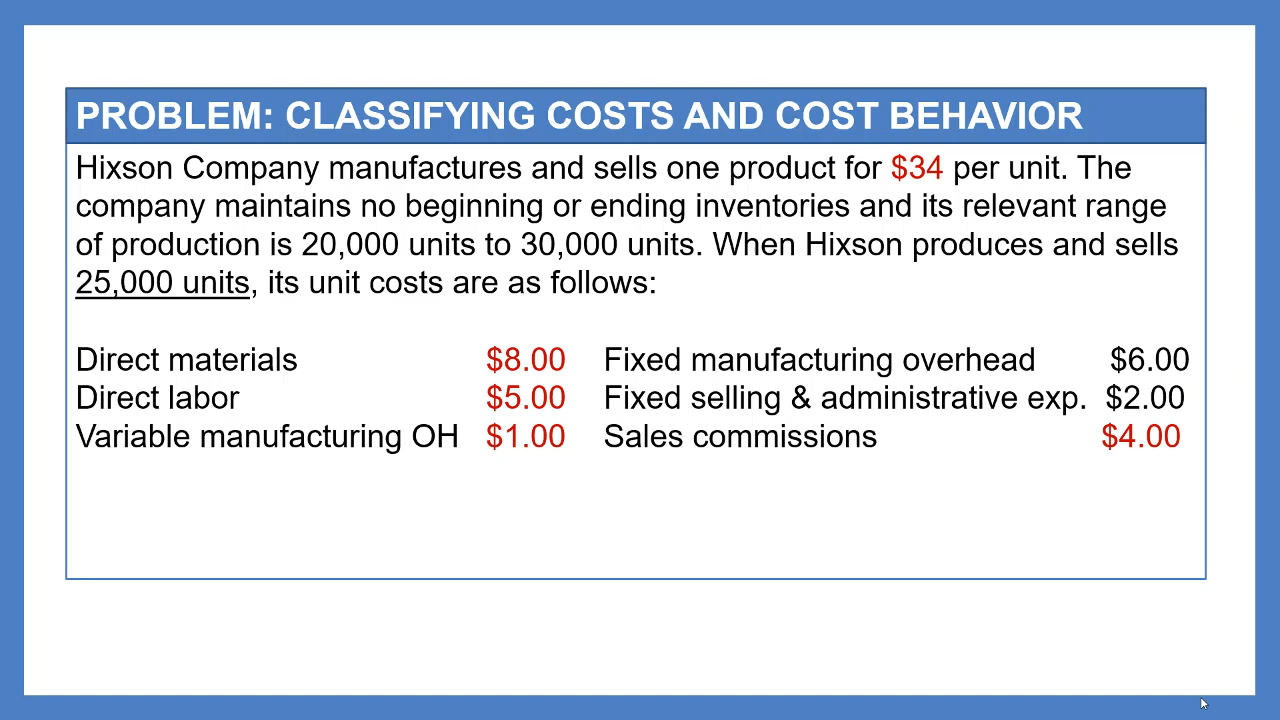 PROBLEM: CLASSIFYING COSTS AND COST BEHAVIOR
Hixson Company manufactures and sells one product for $34 per unit. The
company maintains no beginning or ending inventories and its relevant range
of production is 20,000 units to 30,000 units. When Hixson produces and sells
25,000 units, its unit costs are as follows:
Direct materials $8.00 Fixed manufacturing overhead $6.00
Direct labor $5.00 Fixed selling & administrative exp. $2.00
Variable manufacturing OH $1.00 Sales commissions $4.00